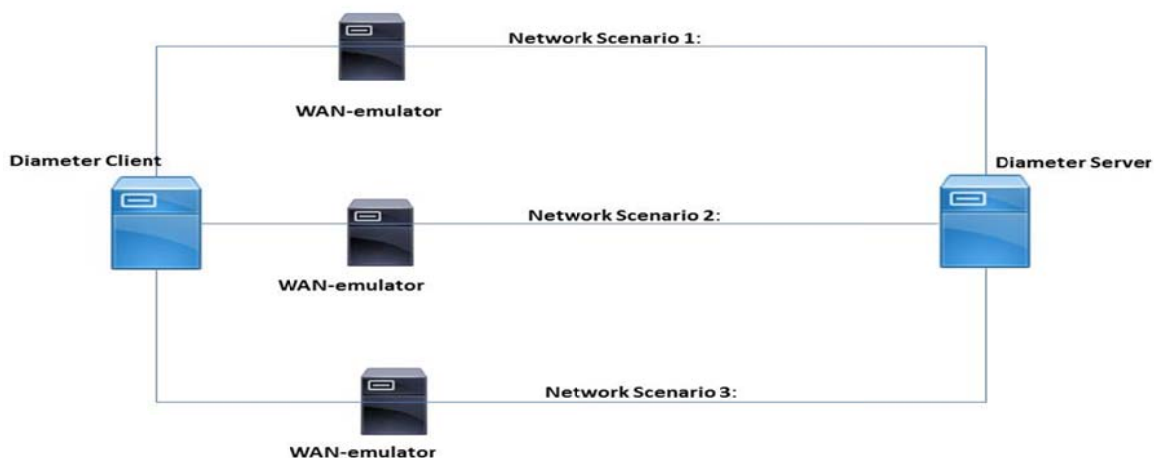 Network Scenario 1:
WAN-emulator
Diameter Client
Diameter Server
Network Scenario 2:
WAN-emulator
Network Scenario 3:
WAN-emulator